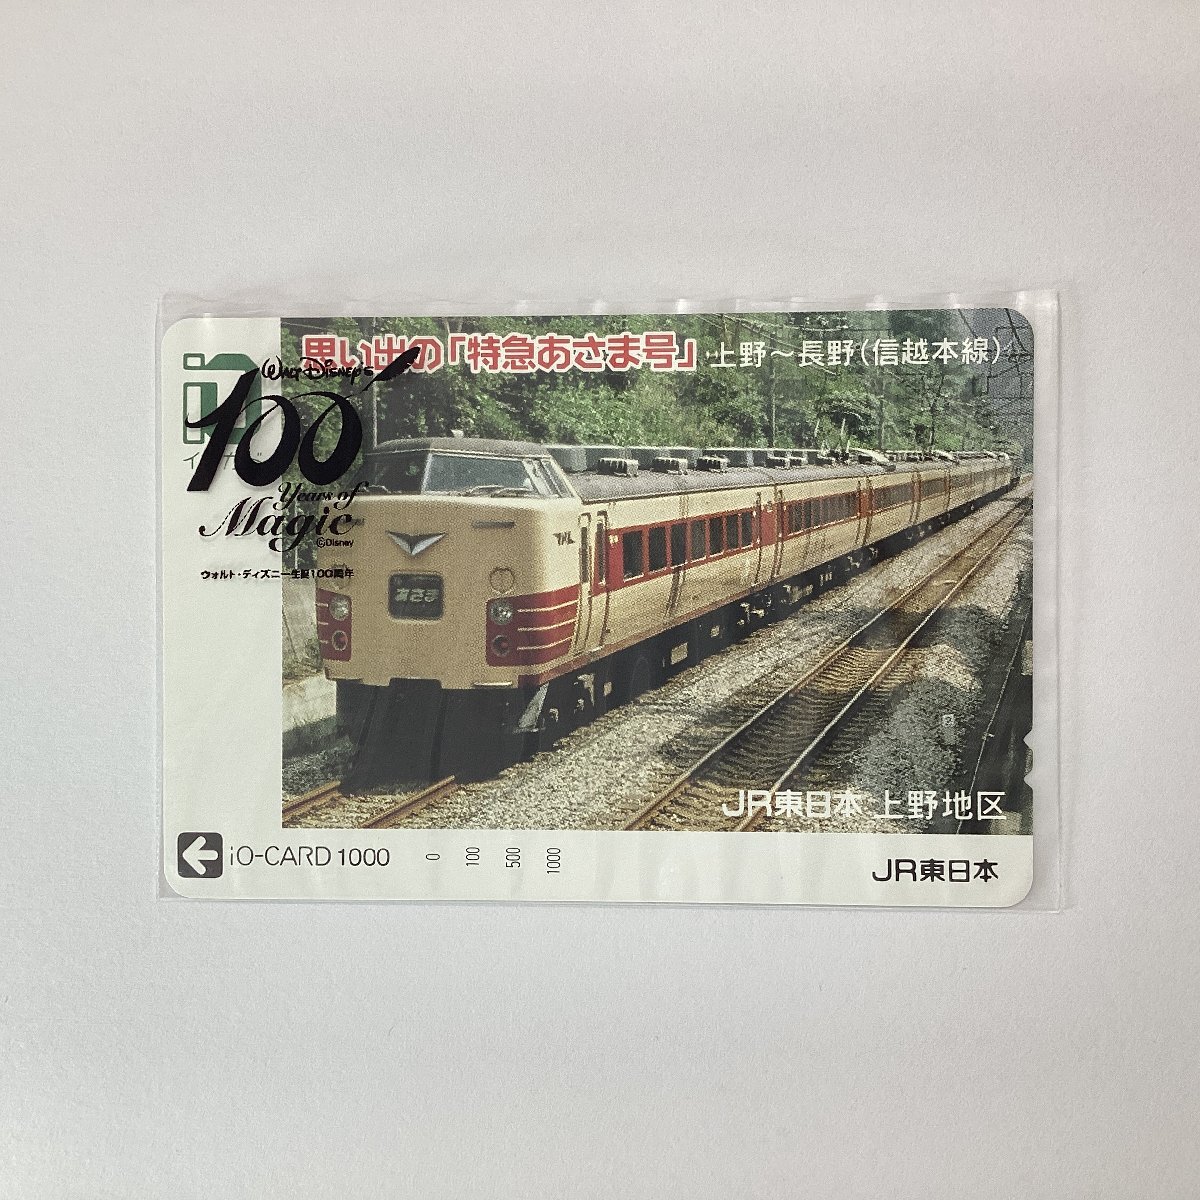 思い出の「特急あさま号」 上野〜長野(信越本線)
iO
WALT DISNEY'S
100
Years of
Magic
©Disney
ウォルト・ディズニー生誕100周年
あさま
JR東日本 上野地区
iO-CARD 1000
0 100 500 1000
JR東日本